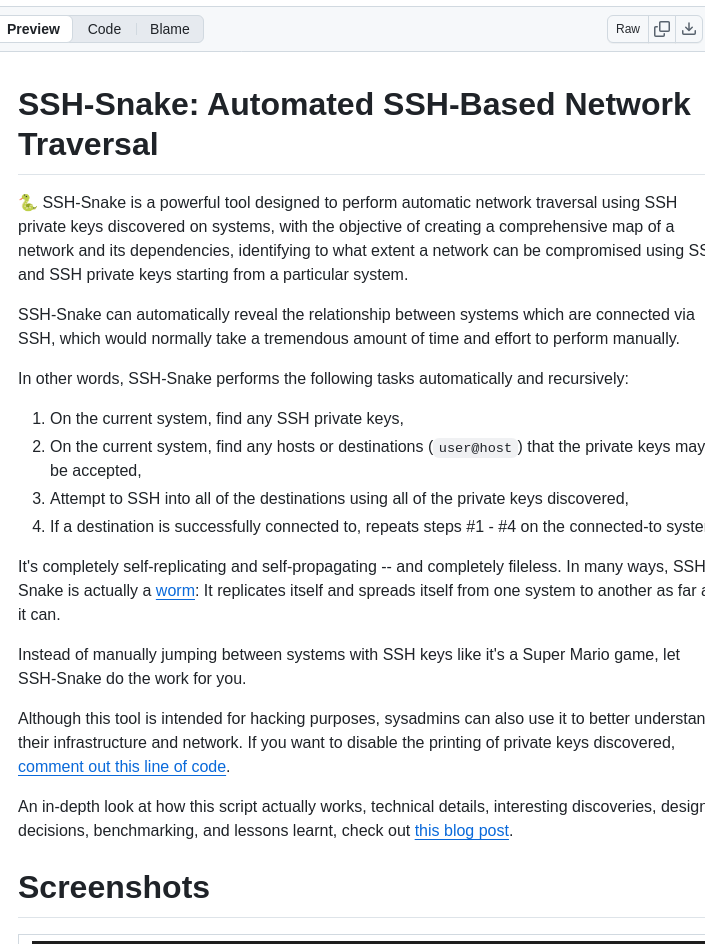 Preview Code Blame Raw
SSH-Snake: Automated SSH-Based Network
Traversal
🐍 SSH-Snake is a powerful tool designed to perform automatic network traversal using SSH
private keys discovered on systems, with the objective of creating a comprehensive map of a
network and its dependencies, identifying to what extent a network can be compromised using SS
and SSH private keys starting from a particular system.
SSH-Snake can automatically reveal the relationship between systems which are connected via
SSH, which would normally take a tremendous amount of time and effort to perform manually.
In other words, SSH-Snake performs the following tasks automatically and recursively:
1. On the current system, find any SSH private keys,
2. On the current system, find any hosts or destinations (user@host) that the private keys may
be accepted,
3. Attempt to SSH into all of the destinations using all of the private keys discovered,
4. If a destination is successfully connected to, repeats steps #1 - #4 on the connected-to syste
It's completely self-replicating and self-propagating -- and completely fileless. In many ways, SSH
Snake is actually a worm: It replicates itself and spreads itself from one system to another as far a
it can.
Instead of manually jumping between systems with SSH keys like it's a Super Mario game, let
SSH-Snake do the work for you.
Although this tool is intended for hacking purposes, sysadmins can also use it to better understan
their infrastructure and network. If you want to disable the printing of private keys discovered,
comment out this line of code.
An in-depth look at how this script actually works, technical details, interesting discoveries, design
decisions, benchmarking, and lessons learnt, check out this blog post.
Screenshots